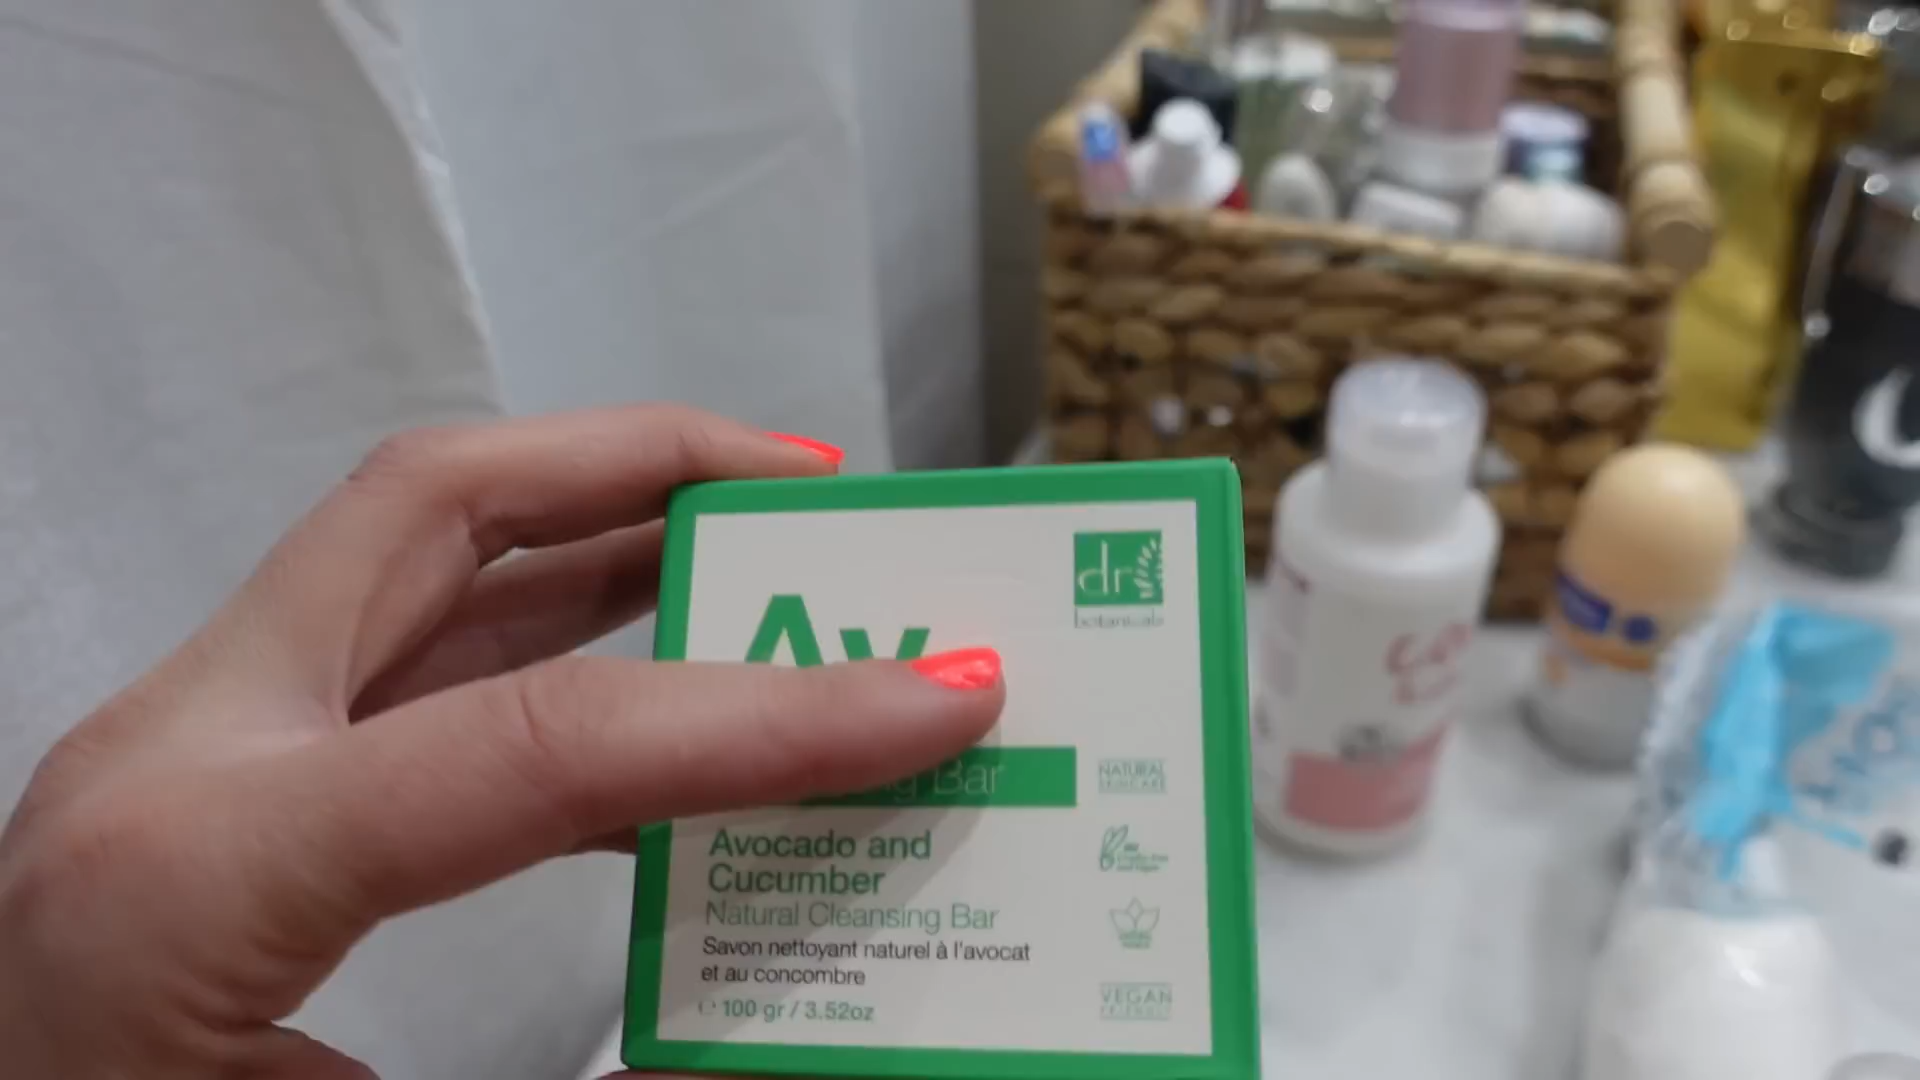 dr
botanicals
Av
Bar
NATURAL
SKINCARE
Avocado and
Cucumber
Natural Cleansing Bar
Savon nettoyant naturel à l'avocat
et au concombre
100 gr / 3.52oz
VEGAN
FRIENDLY